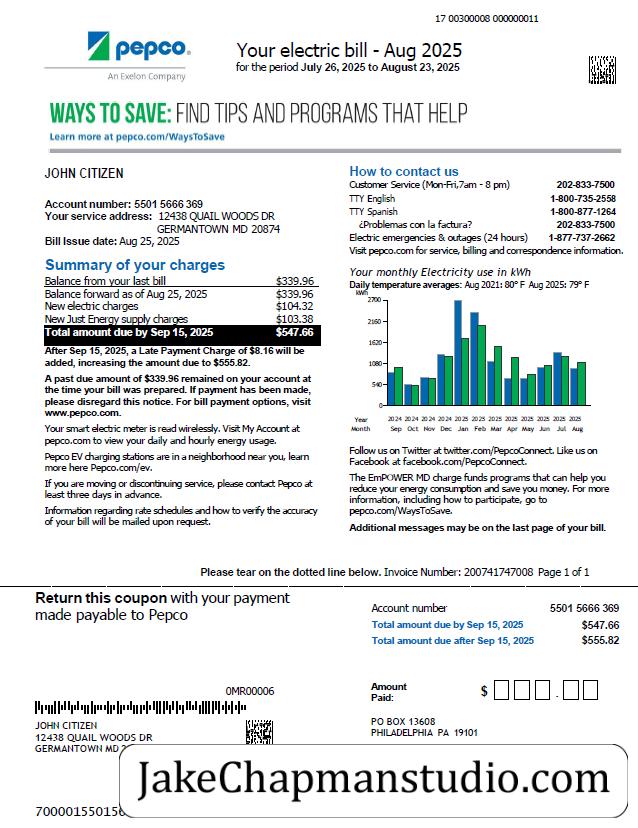 17 00300008 000000011
pepco.
An Exelon Company
Your electric bill - Aug 2025
for the period July 26, 2025 to August 23, 2025
WAYS TO SAVE: FIND TIPS AND PROGRAMS THAT HELP
Learn more at pepco.com/WaysToSave
JOHN CITIZEN
Account number: 5501 5666 369
Your service address: 12438 QUAIL WOODS DR
GERMANTOWN MD 20874
Bill Issue date: Aug 25, 2025
Summary of your charges
Balance from your last bill $339.96
Balance forward as of Aug 25, 2025 $339.96
New electric charges $104.32
New Just Energy supply charges $103.38
Total amount due by Sep 15, 2025 $547.66
After Sep 15, 2025, a Late Payment Charge of $8.16 will be
added, increasing the amount due to $555.82.
A past due amount of $339.96 remained on your account at
the time your bill was prepared. If payment has been made,
please disregard this notice. For bill payment options, visit
www.pepco.com.
Your smart electric meter is read wirelessly. Visit My Account at
pepco.com to view your daily and hourly energy usage.
Pepco EV charging stations are in a neighborhood near you, learn
more here Pepco.com/ev.
If you are moving or discontinuing service, please contact Pepco at
least three days in advance.
Information regarding rate schedules and how to verify the accuracy
of your bill will be mailed upon request.
How to contact us
Customer Service (Mon-Fri,7am - 8 pm) 202-833-7500
TTY English 1-800-735-2558
TTY Spanish 1-800-877-1264
¿Problemas con la factura? 202-833-7500
Electric emergencies & outages (24 hours) 1-877-737-2662
Visit pepco.com for service, billing and correspondence information.
Your monthly Electricity use in kWh
Daily temperature averages: Aug 2021: 80° F Aug 2025: 79° F
kWh
2700
2160
1620
1080
540
0
Year 2024 2024 2024 2024 2025 2025 2025 2025 2025 2025 2025 2025
Month Sep Oct Nov Dec Jan Feb Mar Apr May Jun Jul Aug
Follow us on Twitter at twitter.com/PepcoConnect. Like us on
Facebook at facebook.com/PepcoConnect.
The EmPOWER MD charge funds programs that can help you
reduce your energy consumption and save you money. For more
information, including how to participate, go to
pepco.com/WaysToSave.
Additional messages may be on the last page of your bill.
Please tear on the dotted line below. Invoice Number: 200741747008 Page 1 of 1
Return this coupon with your payment
made payable to Pepco
Account number 5501 5666 369
Total amount due by Sep 15, 2025 $547.66
Total amount due after Sep 15, 2025 $555.82
0MR00006
Amount
Paid: $ .
JOHN CITIZEN
12438 QUAIL WOODS DR
GERMANTOWN MD
PO BOX 13608
PHILADELPHIA PA 19101
JakeChapmanstudio.com